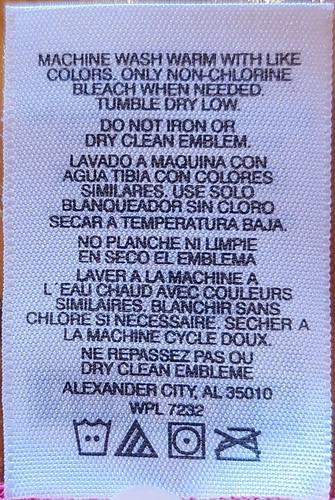 MACHINE WASH WARM WITH LIKE
COLORS. ONLY NON-CHLORINE
BLEACH WHEN NEEDED.
TUMBLE DRY LOW.
DO NOT IRON OR
DRY CLEAN EMBLEM.
LAVADO A MAQUINA CON
AGUA TIBIA CON COLORES
SIMILARES. USE SOLO
BLANQUEADOR SIN CLORO
SECAR A TEMPERATURA BAJA.
NO PLANCHE NI LIMPIE
EN SECO EL EMBLEMA
LAVER A LA MACHINE A
L'EAU CHAUD AVEC COULEURS
SIMILAIRES. BLANCHIR SANS
CHLORE SI NECESSAIRE. SECHER A
LA MACHINE CYCLE DOUX.
NE REPASSEZ PAS OU
DRY CLEAN EMBLEME
ALEXANDER CITY, AL 35010
WPL 7232